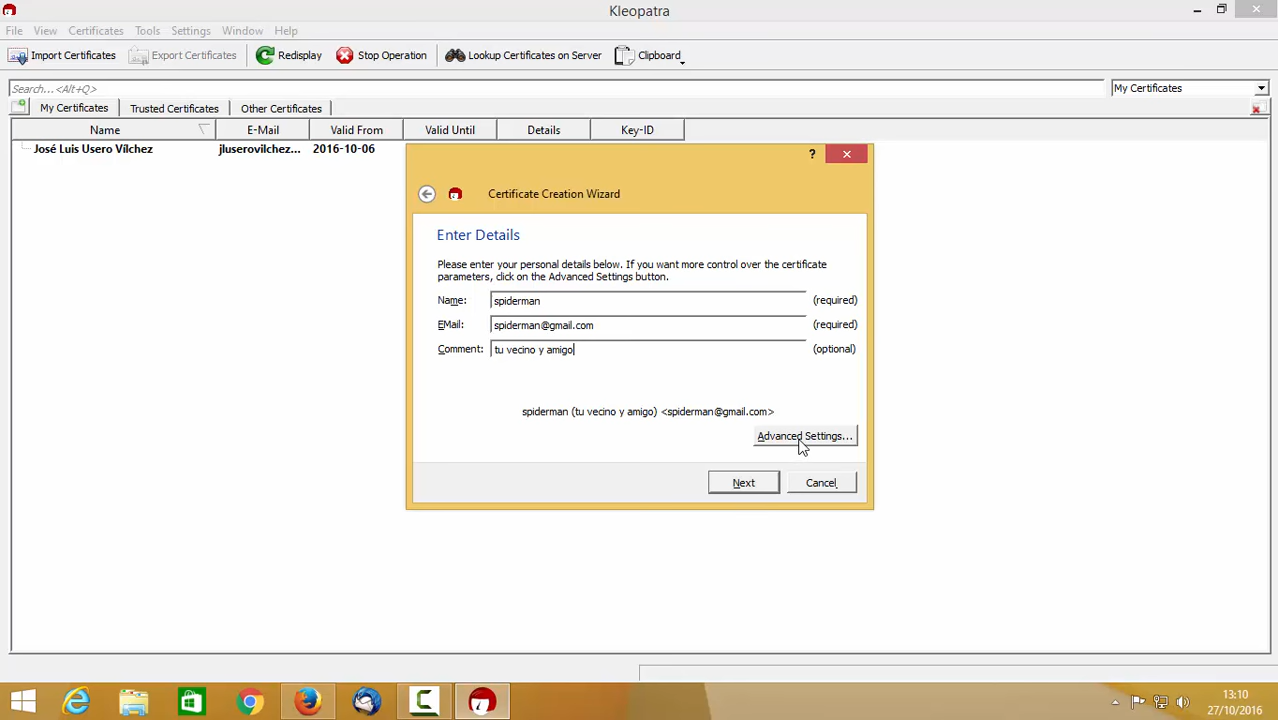 Kleopatra
File View Certificates Tools Settings Window Help
Import Certificates Export Certificates Redisplay Stop Operation Lookup Certificates on Server Clipboard
Search...<Alt+Q> My Certificates
My Certificates Trusted Certificates Other Certificates
Name E-Mail Valid From Valid Until Details Key-ID
José Luis Usero Vílchez jluserovilchez... 2016-10-06
?
Certificate Creation Wizard
Enter Details
Please enter your personal details below. If you want more control over the certificate
parameters, click on the Advanced Settings button.
Name: spiderman (required)
EMail: spiderman@gmail.com (required)
Comment: tu vecino y amigo (optional)
spiderman (tu vecino y amigo) <spiderman@gmail.com>
Advanced Settings...
Next Cancel
13:10
27/10/2016